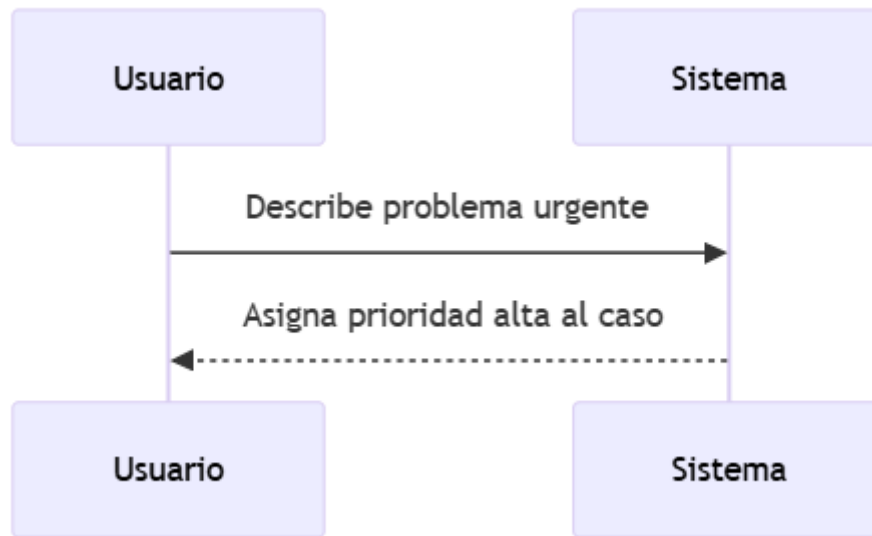 Usuario
Sistema
Describe problema urgente
Asigna prioridad alta al caso
Usuario
Sistema